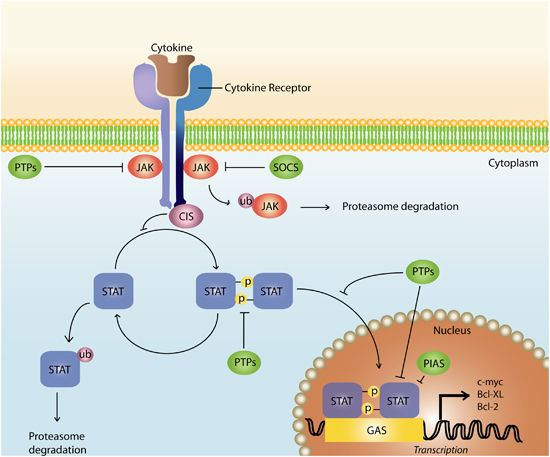 Cytokine
Cytokine Receptor
Cytoplasm
PTPs
JAK
JAK
SOCS
ub
JAK
Proteasome degradation
CIS
STAT
STAT
p
p
STAT
PTPs
PTPs
STAT
ub
Proteasome
degradation
Nucleus
PIAS
STAT
p
p
STAT
GAS
c-myc
Bcl-XL
Bcl-2
Transcription